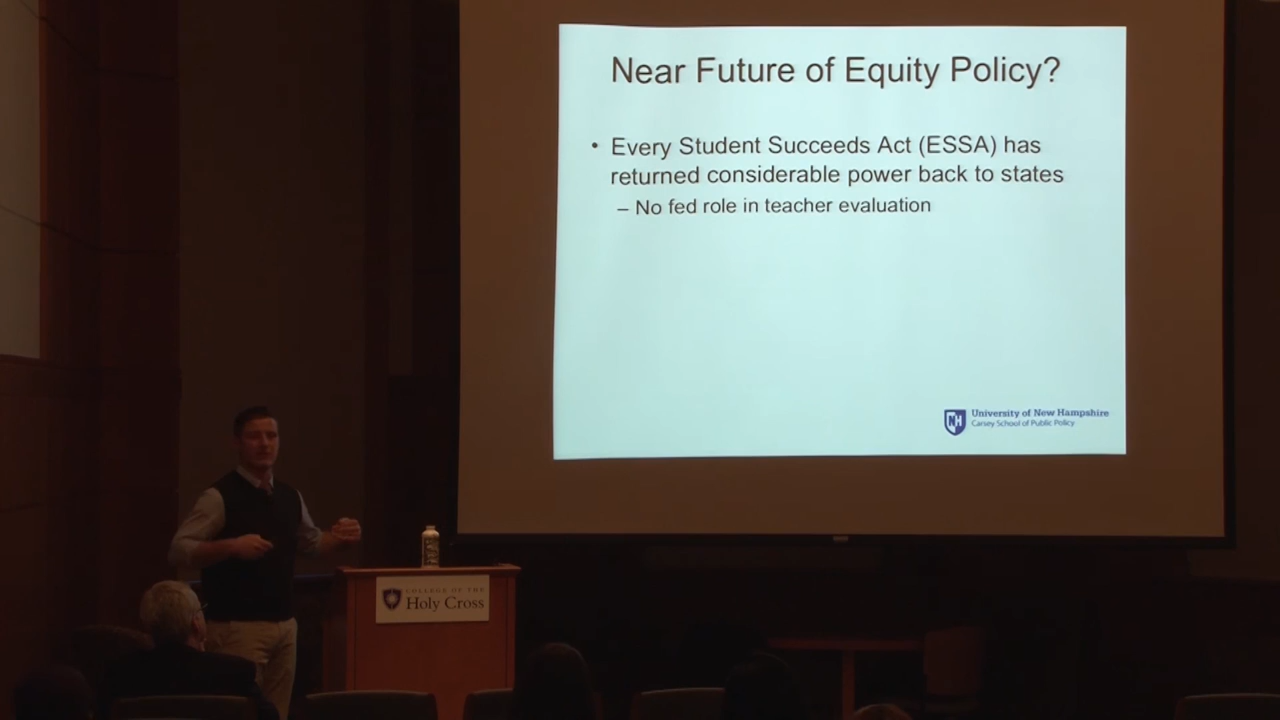 Near Future of Equity Policy?
• Every Student Succeeds Act (ESSA) has
returned considerable power back to states
– No fed role in teacher evaluation
NH
University of New Hampshire
Carsey School of Public Policy
COLLEGE OF THE
Holy Cross